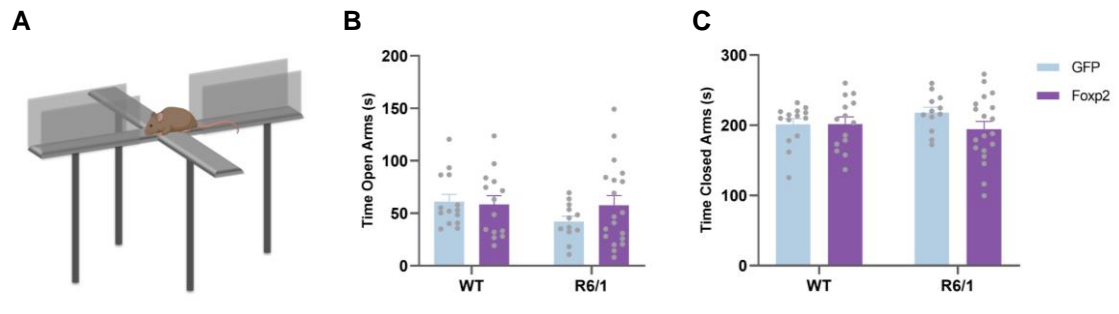 A
B
200
150
100
50
0
Time Open Arms (s)
WT
R6/1
C
300
200
100
0
Time Closed Arms (s)
WT
R6/1
GFP
Foxp2